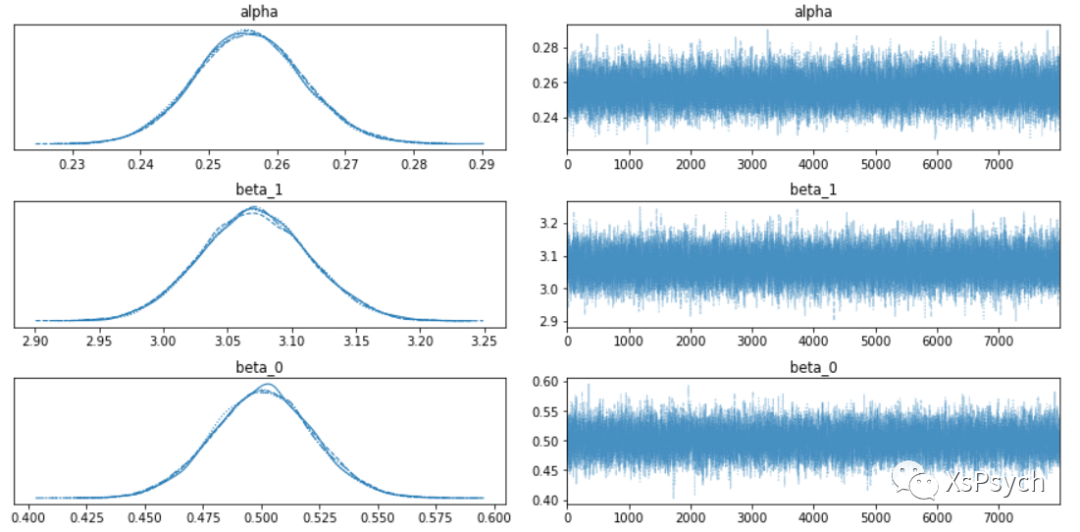 alpha
alpha
0.28
0.26
0.24
0.23 0.24 0.25 0.26 0.27 0.28 0.29
0 1000 2000 3000 4000 5000 6000 7000
beta_1
beta_1
3.2
3.1
3.0
2.9
2.90 2.95 3.00 3.05 3.10 3.15 3.20 3.25
0 1000 2000 3000 4000 5000 6000 7000
beta_0
beta_0
0.60
0.55
0.50
0.45
0.40
XsPsych
0.400 0.425 0.450 0.475 0.500 0.525 0.550 0.575 0.600
0 1000 2000 3000 4000 5000 6000 7000